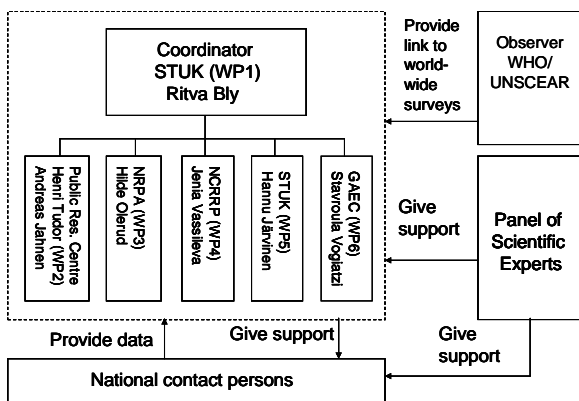 Coordinator
STUK (WP1)
Ritva Bly
Provide
link to
world-
wide
surveys
Observer
WHO/
UNSCEAR
Public Res. Centre
Henri Tudor (WP2)
Andreas Jahnen
NRPA (WP3)
Hilde Olerud
NCRRP (WP4)
Jenia Vassileva
STUK (WP5)
Hannu Järvinen
GAEC (WP6)
Stavroula Vogiatzi
Give
support
Panel of
Scientific
Experts
Provide data
Give support
Give
support
National contact persons